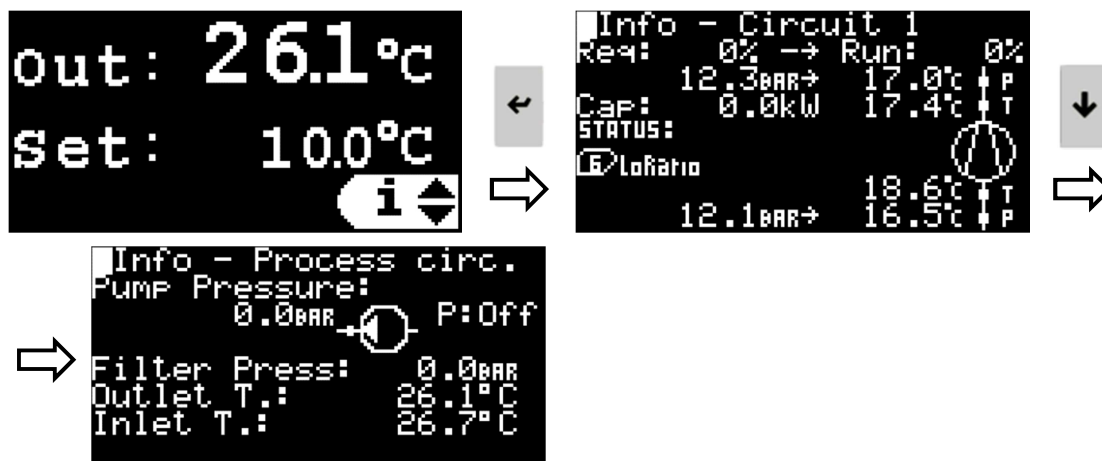 Out: 26.1°C
Set: 10.0°C
i
Info - Circuit 1
Req: 0% → Run: 0%
12.3BAR→ 17.0°c P
Cap: 0.0kW 17.4°c T
STATUS:
6 LoRatio
18.6°c T
12.1BAR→ 16.5°c P
Info - Process circ.
Pump Pressure:
0.0BAR P:Off
Filter Press: 0.0BAR
Outlet T.: 26.1°C
Inlet T.: 26.7°C